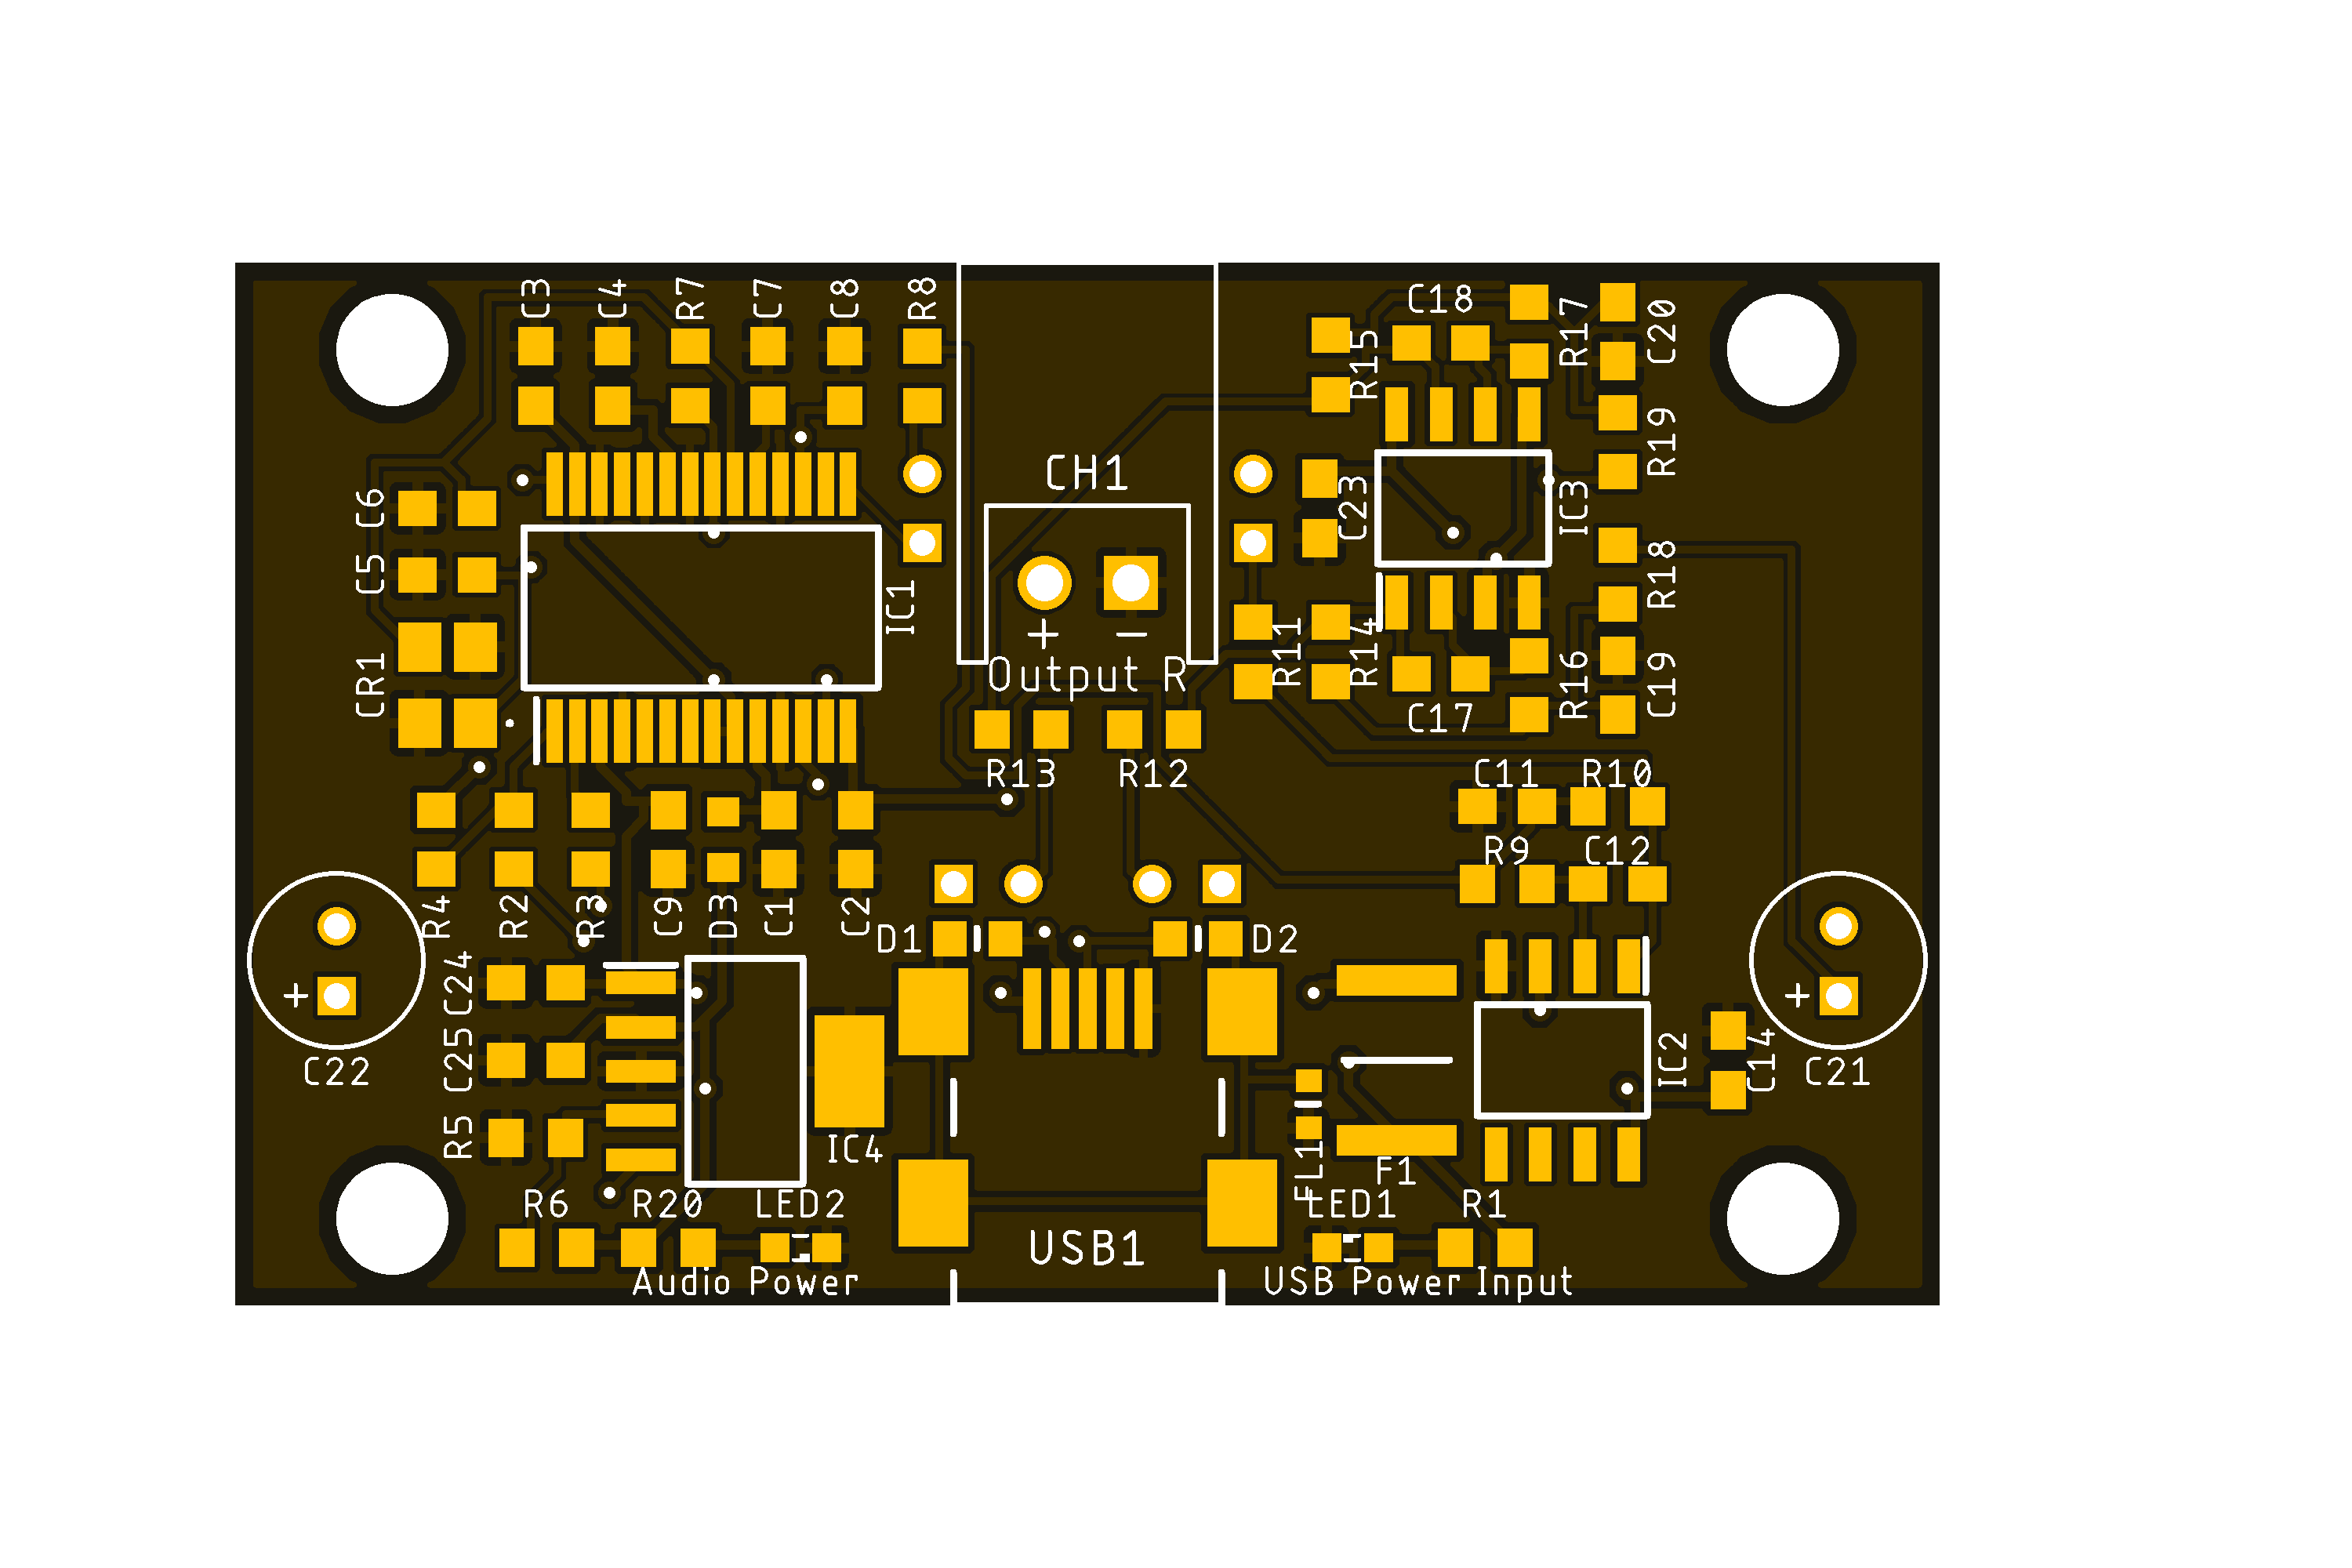 C3
C4
R7
C7
C8
R8
C18
R17
C20
R15
R19
CH1
C6
C23
IC3
C5
IC1
R18
+ −
Output R
R11
R14
CR1
R16
C19
C17
R13
R12
C11
R10
R9
C12
R4
R2
R3
C9
D3
C1
C2
D1
D2
C24
+
+
C25
IC2
C14
C22
C21
R5
IC4
FL1
F1
R6
R20
LED2
LED1
R1
USB1
Audio Power
USB Power Input